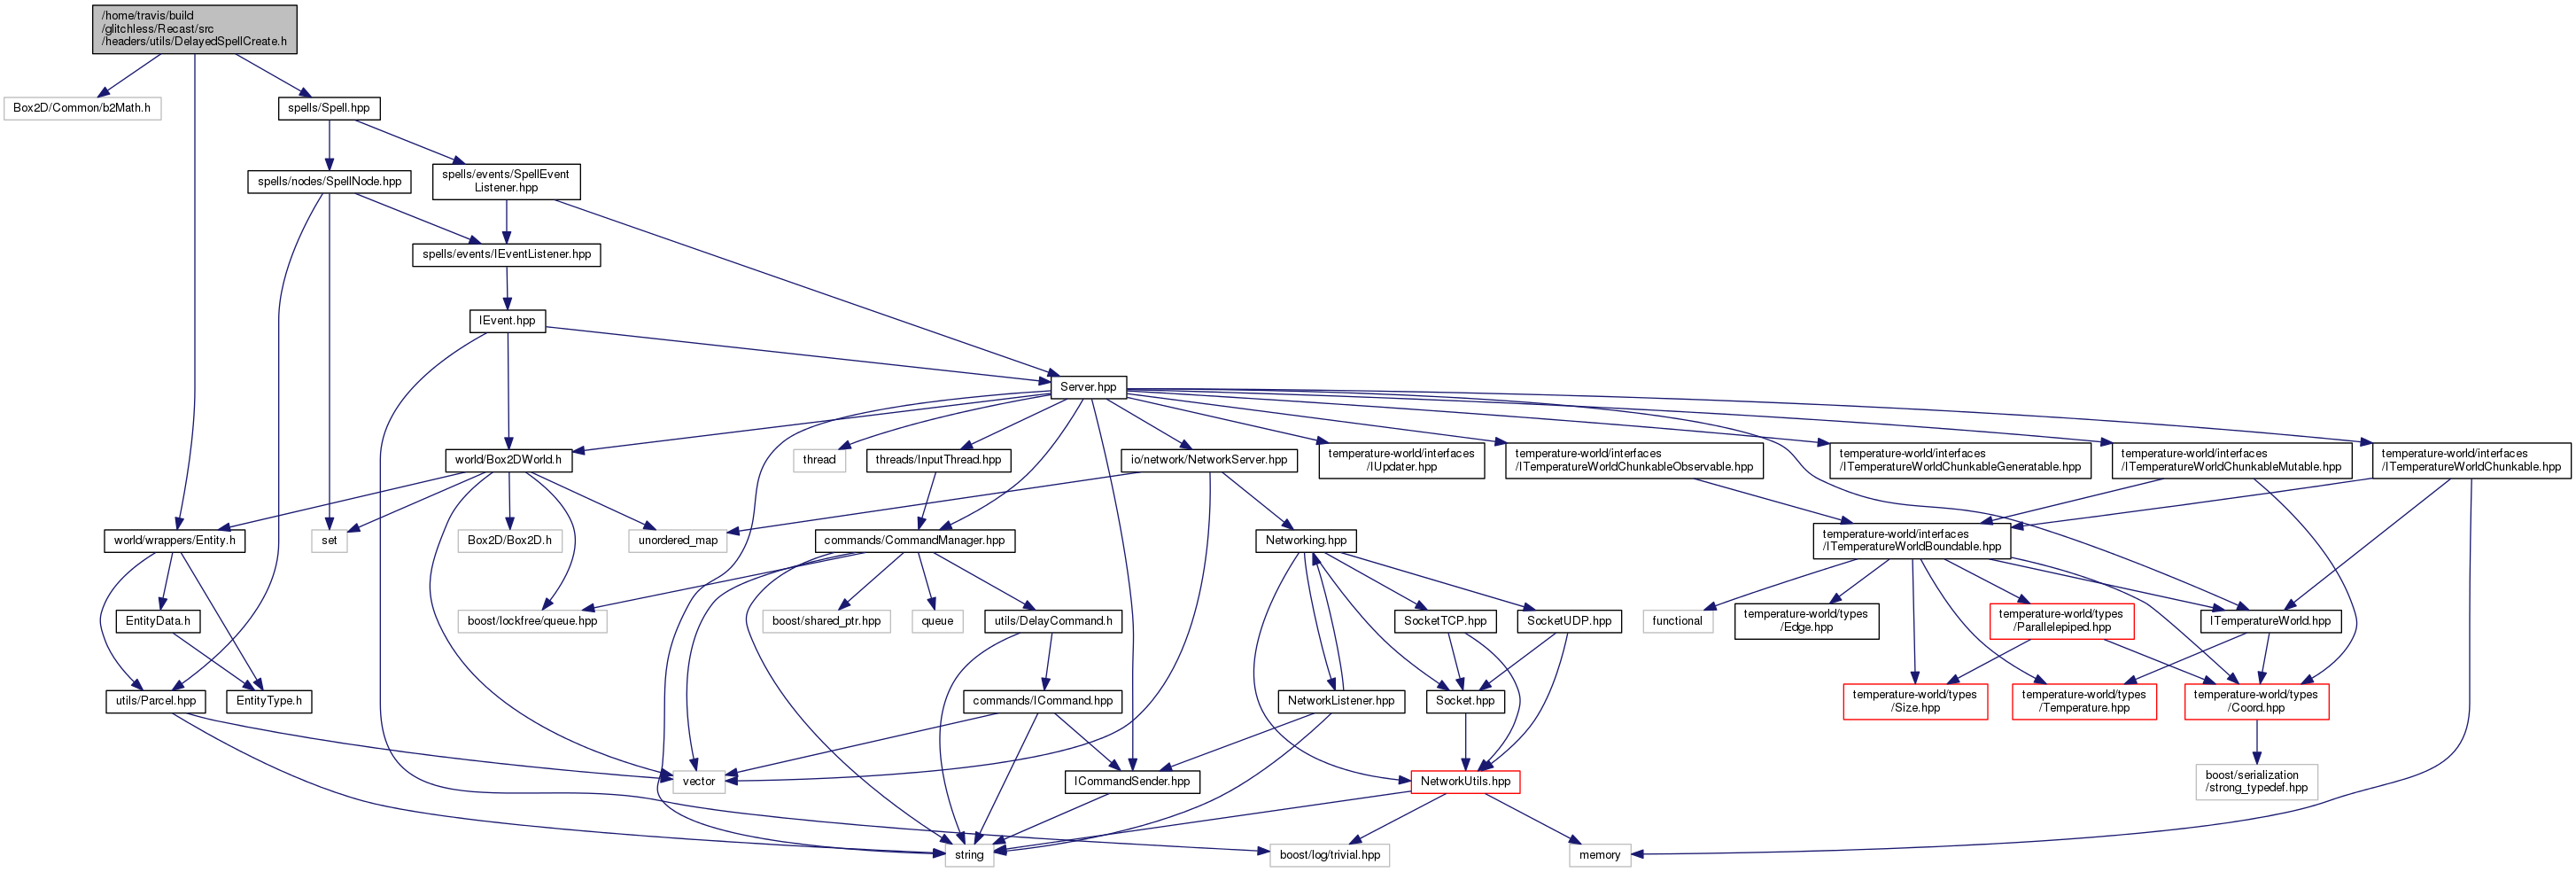 /home/travis/build
/glitchless/Recast/src
/headers/utils/DelayedSpellCreate.h
Box2D/Common/b2Math.h
spells/Spell.hpp
spells/nodes/SpellNode.hpp
spells/events/SpellEvent
Listener.hpp
spells/events/IEventListener.hpp
IEvent.hpp
Server.hpp
world/Box2DWorld.h
thread
threads/InputThread.hpp
io/network/NetworkServer.hpp
temperature-world/interfaces
/IUpdater.hpp
temperature-world/interfaces
/ITemperatureWorldChunkableObservable.hpp
temperature-world/interfaces
/ITemperatureWorldChunkableGeneratable.hpp
temperature-world/interfaces
/ITemperatureWorldChunkableMutable.hpp
temperature-world/interfaces
/ITemperatureWorldChunkable.hpp
world/wrappers/Entity.h
set
Box2D/Box2D.h
unordered_map
commands/CommandManager.hpp
Networking.hpp
temperature-world/interfaces
/ITemperatureWorldBoundable.hpp
EntityData.h
boost/lockfree/queue.hpp
boost/shared_ptr.hpp
queue
utils/DelayCommand.h
SocketTCP.hpp
SocketUDP.hpp
functional
temperature-world/types
/Edge.hpp
temperature-world/types
/Parallelepiped.hpp
ITemperatureWorld.hpp
utils/Parcel.hpp
EntityType.h
commands/ICommand.hpp
NetworkListener.hpp
Socket.hpp
temperature-world/types
/Size.hpp
temperature-world/types
/Temperature.hpp
temperature-world/types
/Coord.hpp
vector
ICommandSender.hpp
NetworkUtils.hpp
boost/serialization
/strong_typedef.hpp
string
boost/log/trivial.hpp
memory